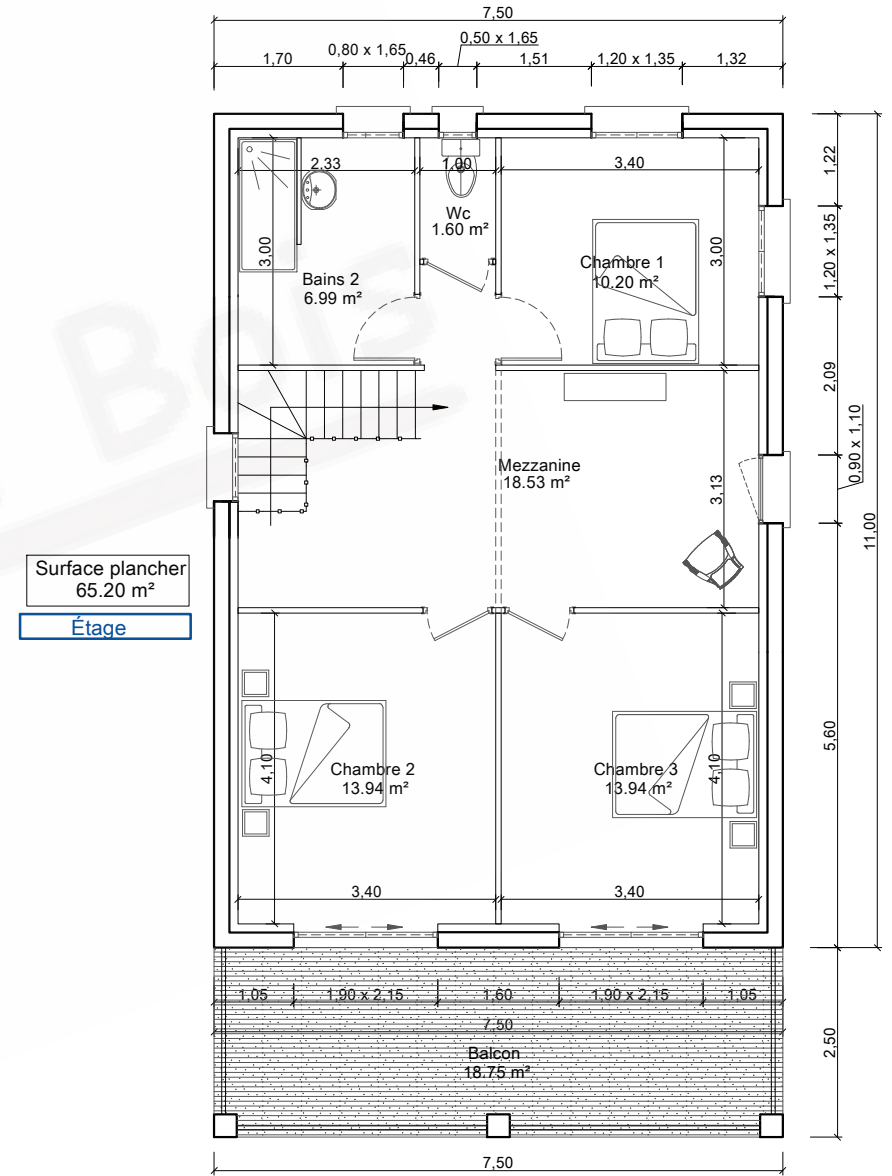 7,50
0,50 x 1,65
1,70
0,80 x 1,65
0,46
1,51
1,20 x 1,35
1,32
2,33
1,00
3,40
1,22
Wc
1.60 m²
3,00
Bains 2
6.99 m²
Chambre 1
10.20 m²
3,00
1,20 x 1,35
2,09
Bois
0,90 x 1,10
Mezzanine
18.53 m²
3,13
11,00
Surface plancher
65.20 m²
Étage
4,10
Chambre 2
13.94 m²
Chambre 3
13.94 m²
4,10
5,60
3,40
3,40
1,05
1,90 x 2,15
1,60
1,90 x 2,15
1,05
7,50
Balcon
18.75 m²
2,50
7,50